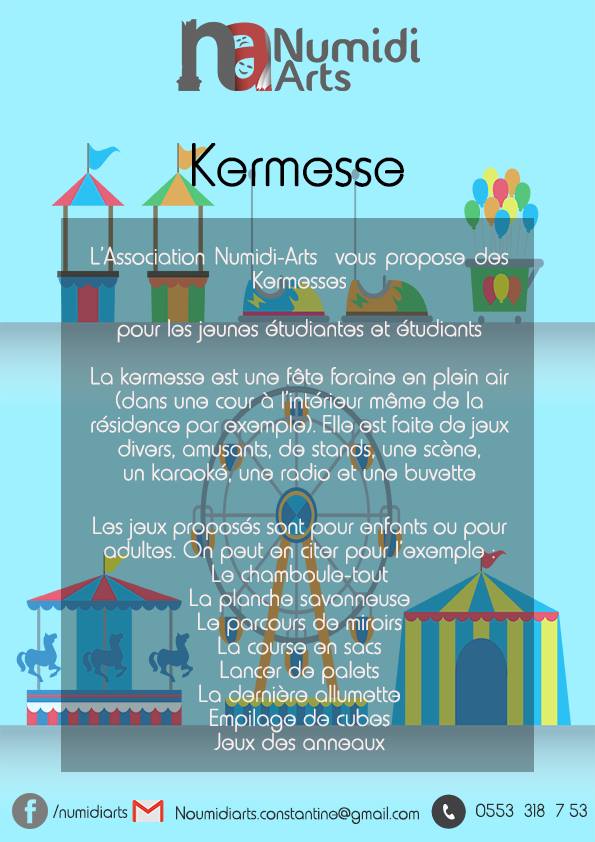 na Numidi
Arts
Kermesse
L'Association Numidi-Arts vous propose des
Kermesses
pour les jeunes étudiantes et étudiants
La kermesse est une fête foraine en plein air
(dans une cour à l'intérieur même de la
résidence par exemple). Elle est faite de jeux
divers, amusants, de stands, une scène,
un karaoké, une radio et une buvette
Les jeux proposés sont pour enfants ou pour
adultes. On peut en citer pour l'exemple :
Le chamboule-tout
La planche savonneuse
Le parcours de miroirs
La course en sacs
Lancer de palets
La dernière allumette
Empilage de cubes
Jeux des anneaux
f /numidiarts Noumidiarts.constantine@gmail.com 0553 318 7 53